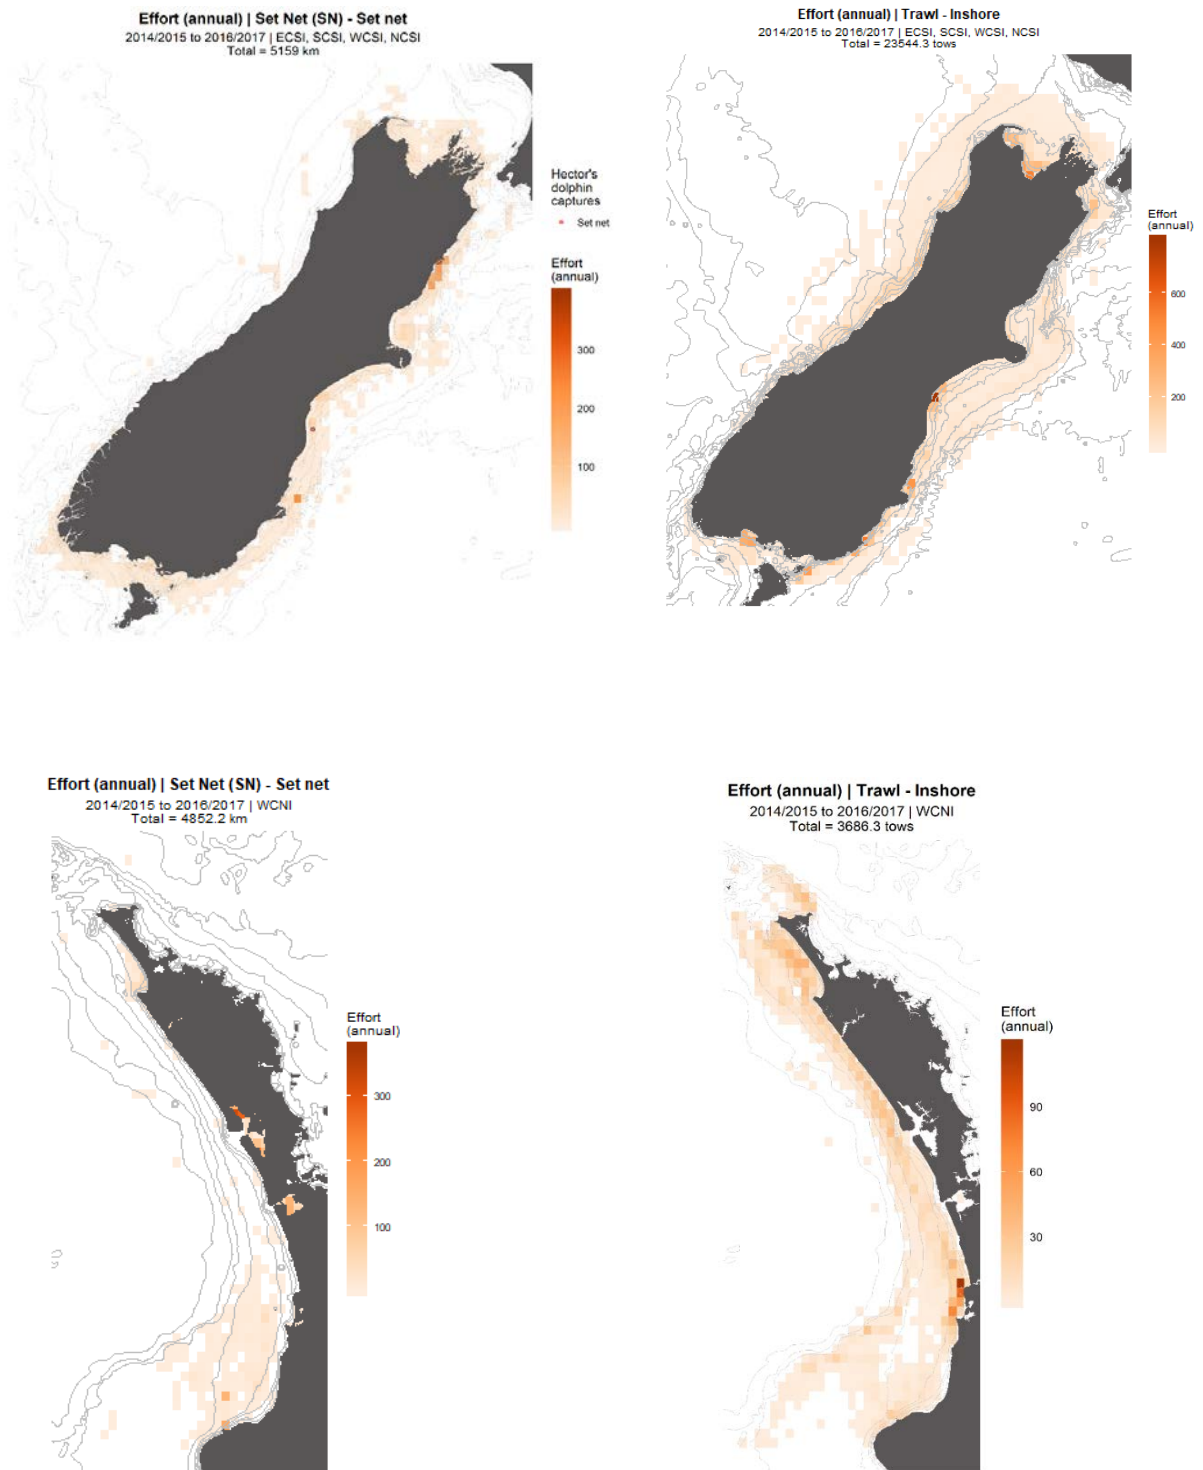 Effort (annual) | Set Net (SN) - Set net
2014/2015 to 2016/2017 | ECSI, SCSI, WCSI, NCSI
Total = 5159 km
Hector's
dolphin
captures
Set net
Effort
(annual)
300
200
100
Effort (annual) | Trawl - Inshore
2014/2015 to 2016/2017 | ECSI, SCSI, WCSI, NCSI
Total = 23544.3 tows
Effort
(annual)
600
400
200
Effort (annual) | Set Net (SN) - Set net
2014/2015 to 2016/2017 | WCNI
Total = 4852.2 km
Effort
(annual)
300
200
100
Effort (annual) | Trawl - Inshore
2014/2015 to 2016/2017 | WCNI
Total = 3686.3 tows
Effort
(annual)
90
60
30